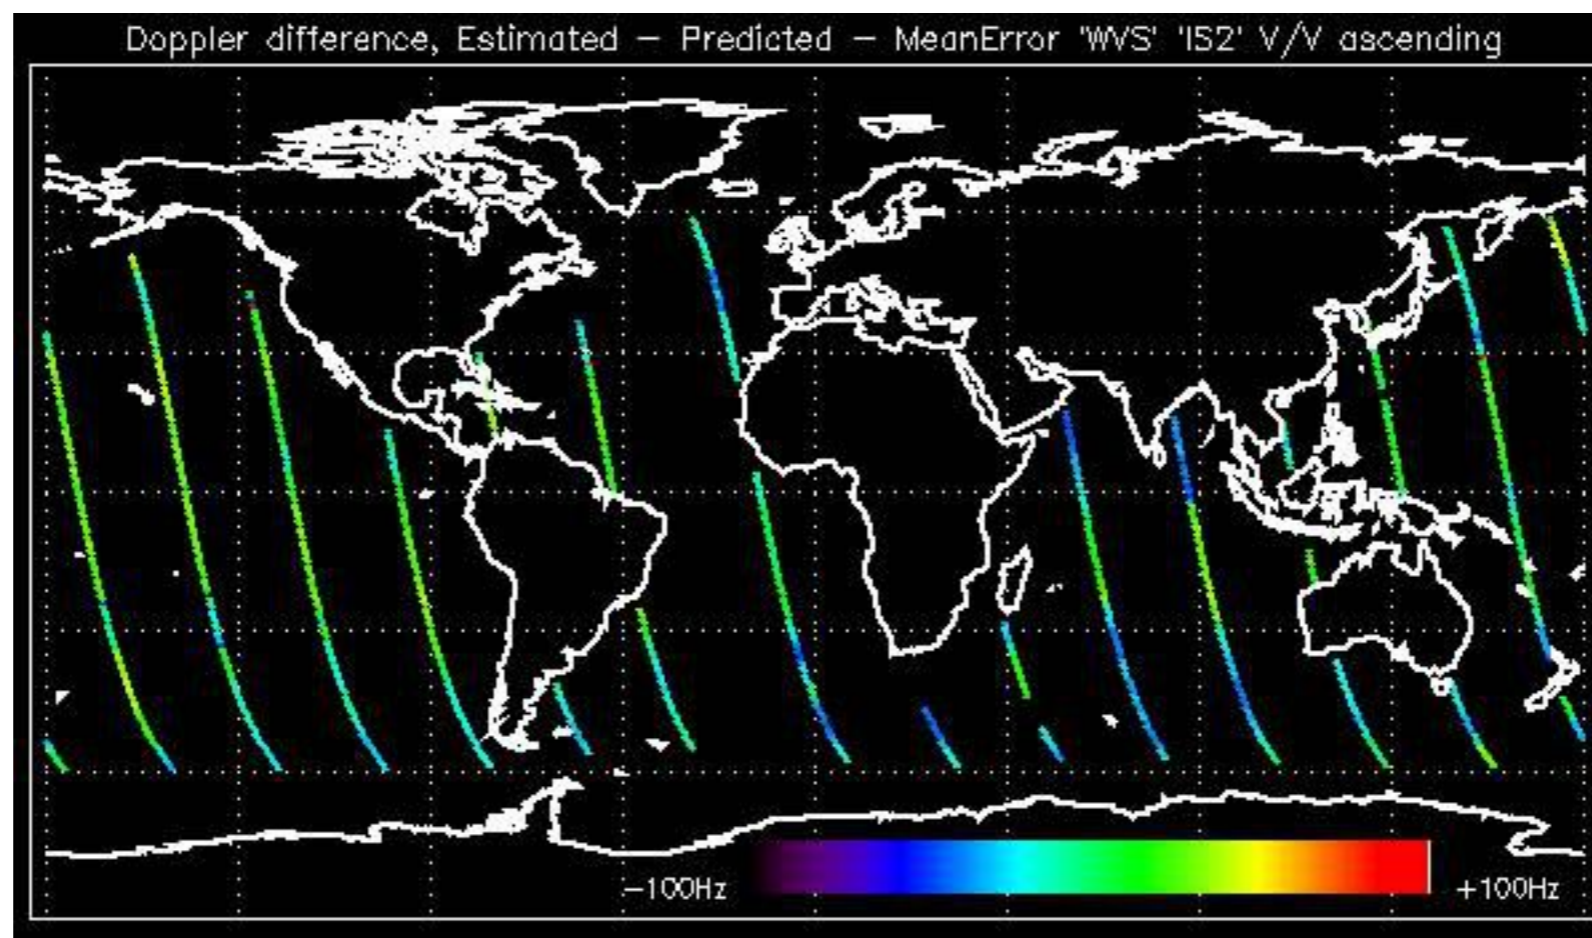 Doppler difference, Estimated – Predicted – MeanError 'WVS' 'IS2' V/V ascending
-100Hz +100Hz